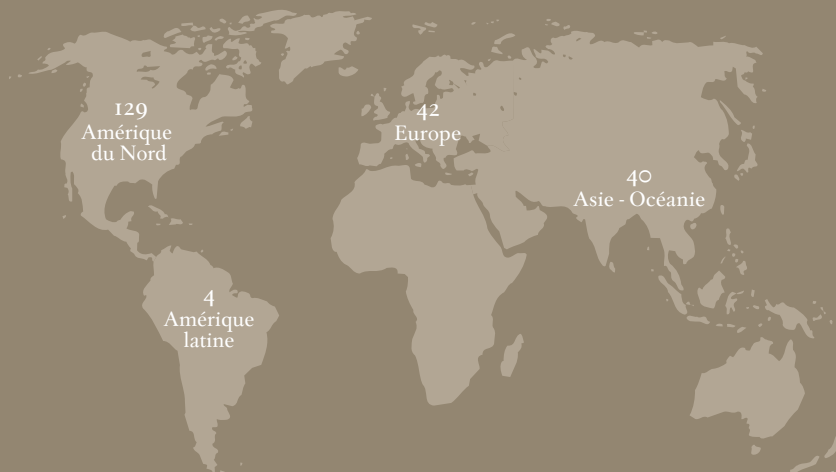 129
Amérique
du Nord
42
Europe
40
Asie - Océanie
4
Amérique
latine